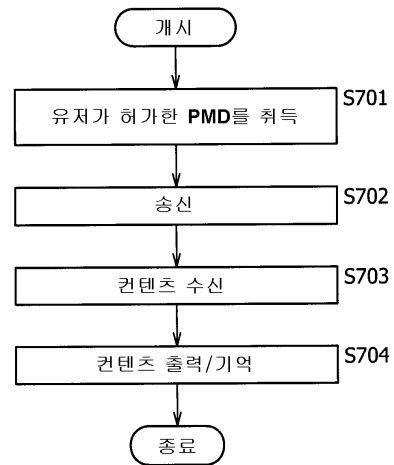 개시
유저가 허가한 PMD를 취득
S701
송신
S702
컨텐츠 수신
S703
컨텐츠 출력/기억
S704
종료